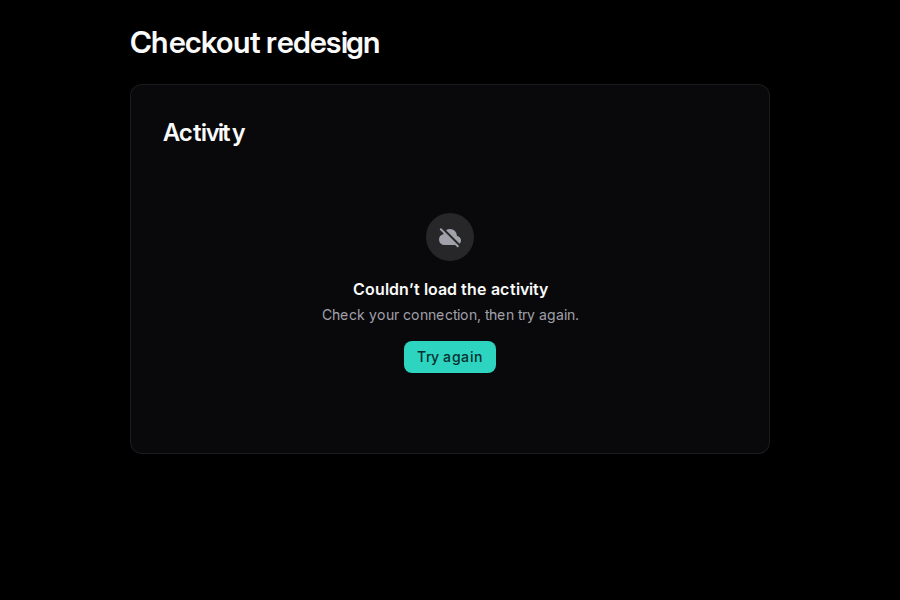 Checkout redesign
Activity
Couldn’t load the activity
Check your connection, then try again.
Try again